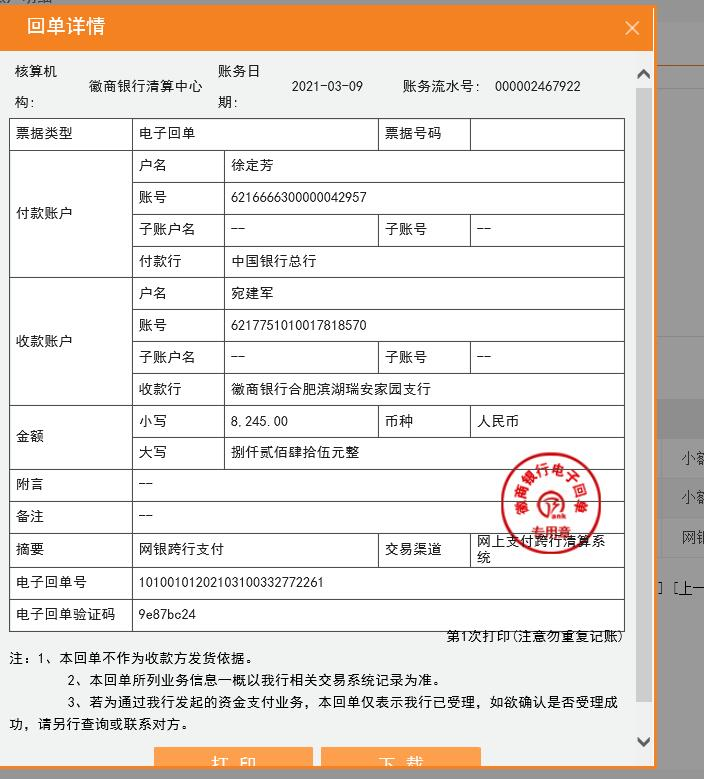 回单详情
核算机构： 徽商银行清算中心 账务日期： 2021-03-09 账务流水号： 000002467922
票据类型 电子回单 票据号码
付款账户
户名 徐定芳
账号 6216666300000042957
子账户名 -- 子账号 --
付款行 中国银行总行
收款账户
户名 宛建军
账号 6217751010017818570
子账户名 -- 子账号 --
收款行 徽商银行合肥滨湖瑞安家园支行
金额
小写 8,245.00 币种 人民币
大写 捌仟贰佰肆拾伍元整
附言 --
备注 --
徽商银行电子回单
ank
专用章
摘要 网银跨行支付 交易渠道 网上支付跨行清算系
统
电子回单号 10100101202103100332772261
电子回单验证码 9e87bc24
第1次打印(注意勿重复记账)
注：1、本回单不作为收款方发货依据。
2、本回单所列业务信息一概以我行相关交易系统记录为准。
3、若为通过我行发起的资金支付业务，本回单仅表示我行已受理，如欲确认是否受理成
功，请另行查询或联系对方。
打 印 下 载
小额
小额
网银
] [上一